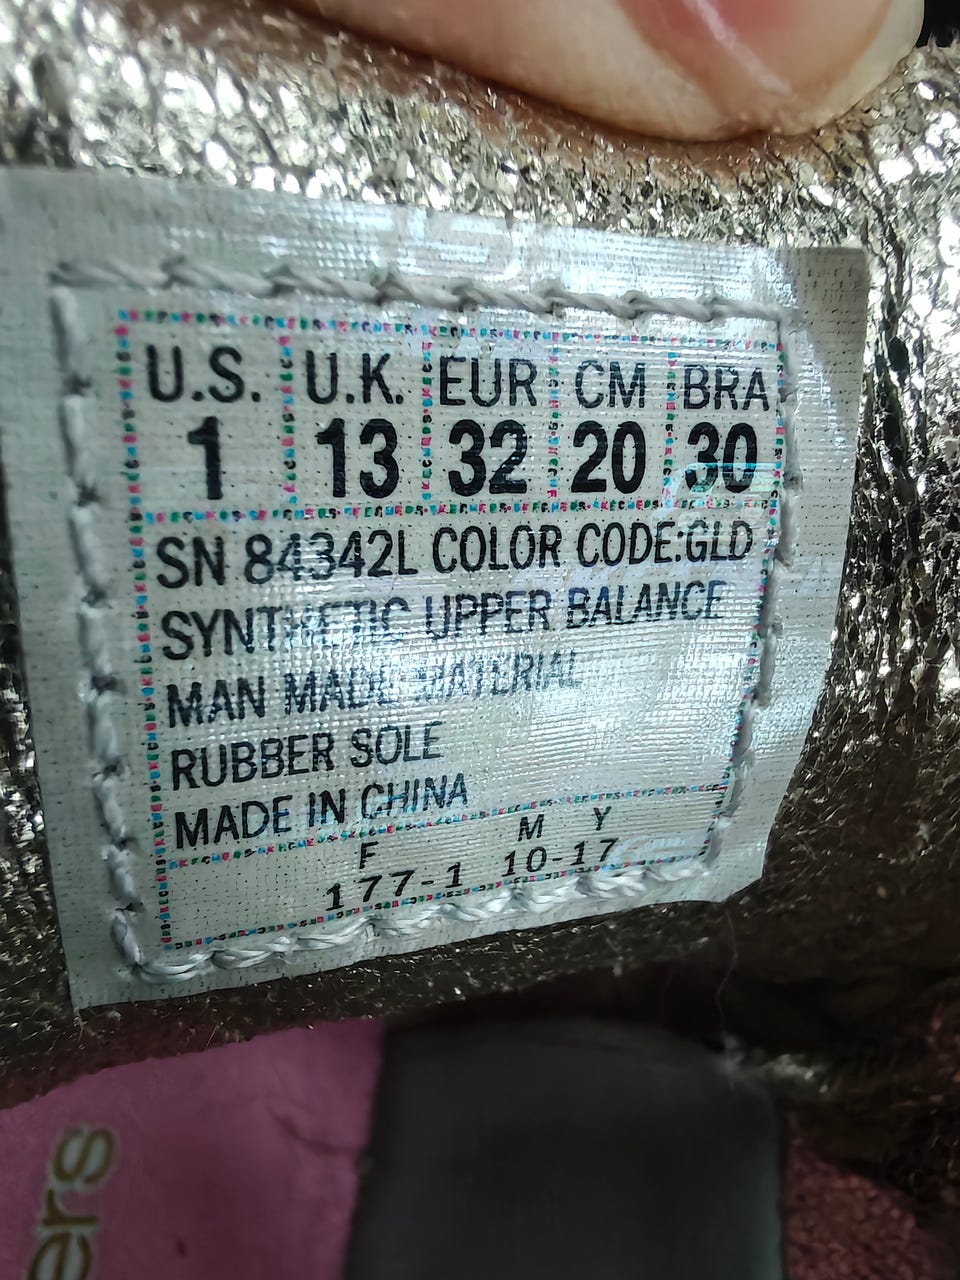 U.S. U.K. EUR CM BRA
1 13 32 20 30
SN 84342L COLOR CODE:GLD
SYNTHETIC UPPER BALANCE
MAN MADE MATERIAL
RUBBER SOLE
MADE IN CHINA
F M Y
177-1 10-17
ers